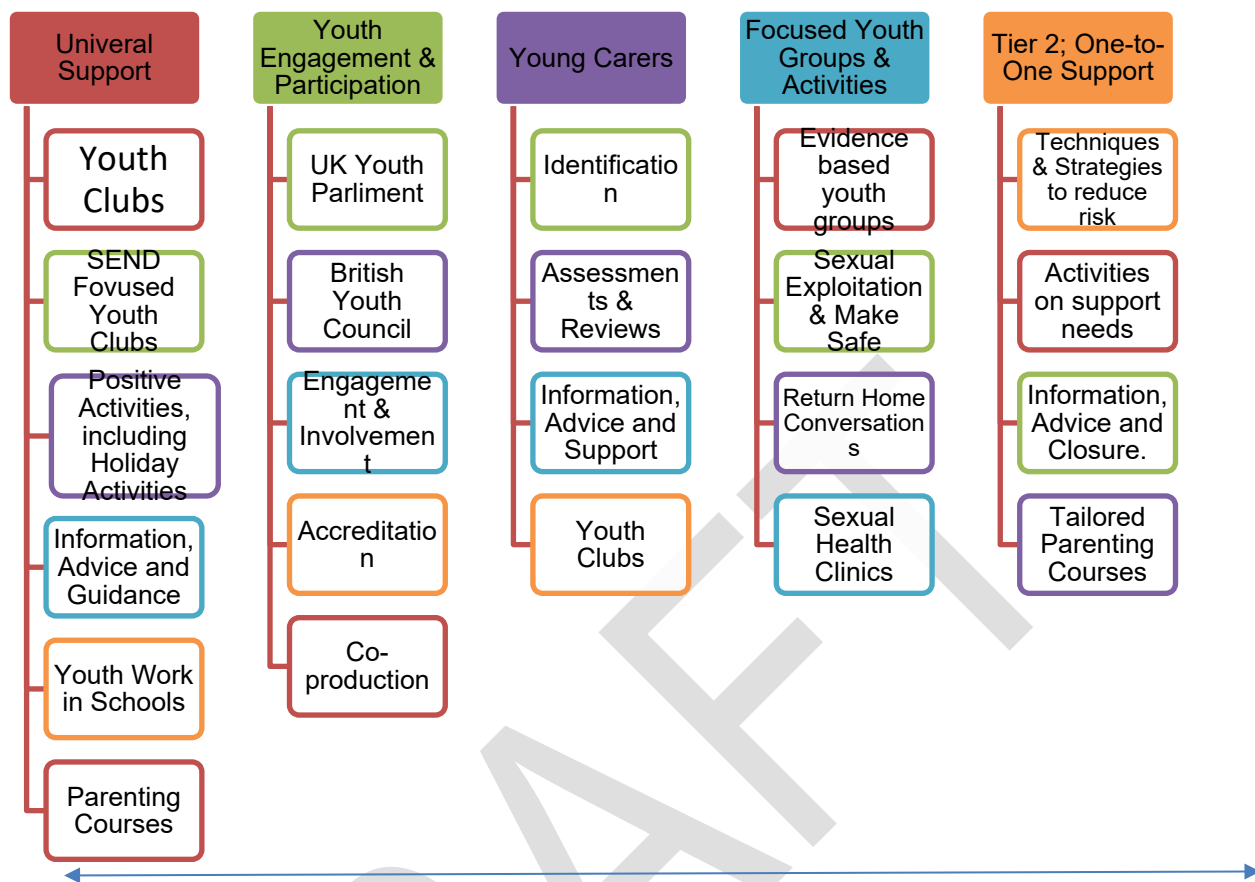 Univeral
Support
Youth
Clubs
SEND
Fovused
Youth
Clubs
Positive
Activities,
including
Holiday
Activities
Information,
Advice and
Guidance
Youth Work
in Schools
Parenting
Courses
Youth
Engagement &
Participation
UK Youth
Parliment
British
Youth
Council
Engageme
nt &
Involvemen
t
Accreditatio
n
Co-
production
Young Carers
Identificatio
n
Assessmen
ts &
Reviews
Information,
Advice and
Support
Youth
Clubs
Focused Youth
Groups &
Activities
Evidence
based
youth
groups
Sexual
Exploitation
& Make
Safe
Return Home
Conversation
s
Sexual
Health
Clinics
Tier 2; One-to-
One Support
Techniques
& Strategies
to reduce
risk
Activities
on support
needs
Information,
Advice and
Closure.
Tailored
Parenting
Courses
DRAFT